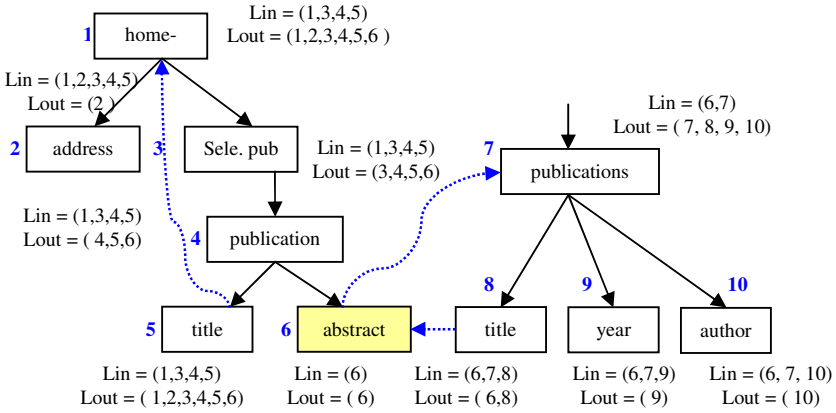 Lin = (1,3,4,5)
Lout = (1,2,3,4,5,6 )
1
home-
Lin = (1,2,3,4,5)
Lout = (2 )
Lin = (6,7)
Lout = ( 7, 8, 9, 10)
2
address
3
Sele. pub
Lin = (1,3,4,5)
Lout = (3,4,5,6)
7
publications
Lin = (1,3,4,5)
Lout = ( 4,5,6)
4
publication
8
9
10
5
title
6
abstract
title
year
author
Lin = (1,3,4,5)
Lout = ( 1,2,3,4,5,6)
Lin = (6)
Lout = ( 6)
Lin = (6,7,8)
Lout = ( 6,8)
Lin = (6,7,9)
Lout = ( 9)
Lin = (6, 7, 10)
Lout = ( 10)